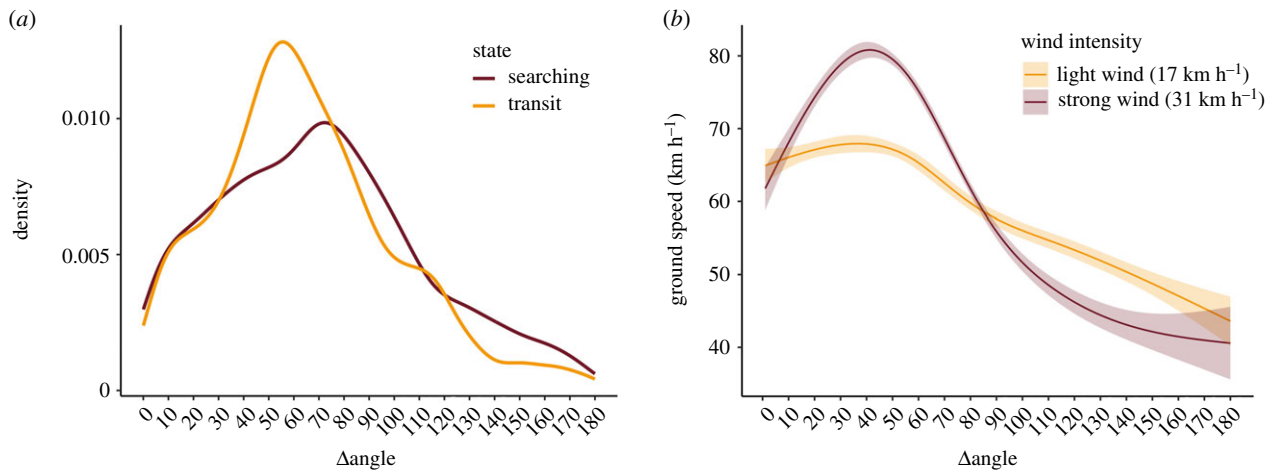 (a)
density
0.010
0.005
0
state
searching
transit
0 10 20 30 40 50 60 70 80 90 100 110 120 130 140 150 160 170 180
Δangle
(b)
ground speed (km h⁻¹)
80
70
60
50
40
wind intensity
light wind (17 km h⁻¹)
strong wind (31 km h⁻¹)
0 10 20 30 40 50 60 70 80 90 100 110 120 130 140 150 160 170 180
Δangle